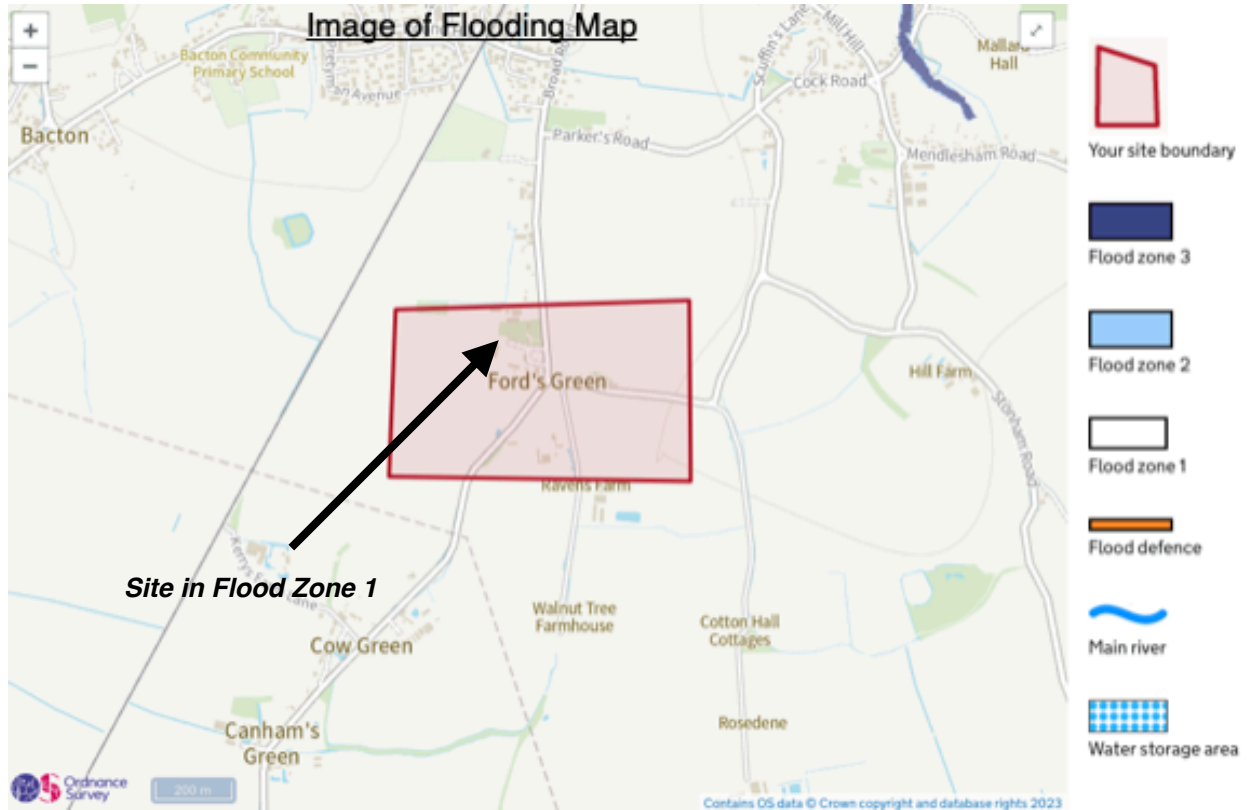 Image of Flooding Map
+
−
Bacton Community
Primary School
an Avenue
Broad Road
Scuffin's Lane
Mill Hill
Mallard
Hall
Cock Road
Bacton
Parker's Road
Mendlesham Road
Ford's Green
Hill Farm
Stonham Road
Ravens Farm
Site in Flood Zone 1
Lane
Walnut Tree
Farmhouse
Cow Green
Cotton Hall
Cottages
Canham's
Green
Rosedene
Ordnance
Survey
200 m
Contains OS data © Crown copyright and database rights 2023
Your site boundary
Flood zone 3
Flood zone 2
Flood zone 1
Flood defence
Main river
Water storage area